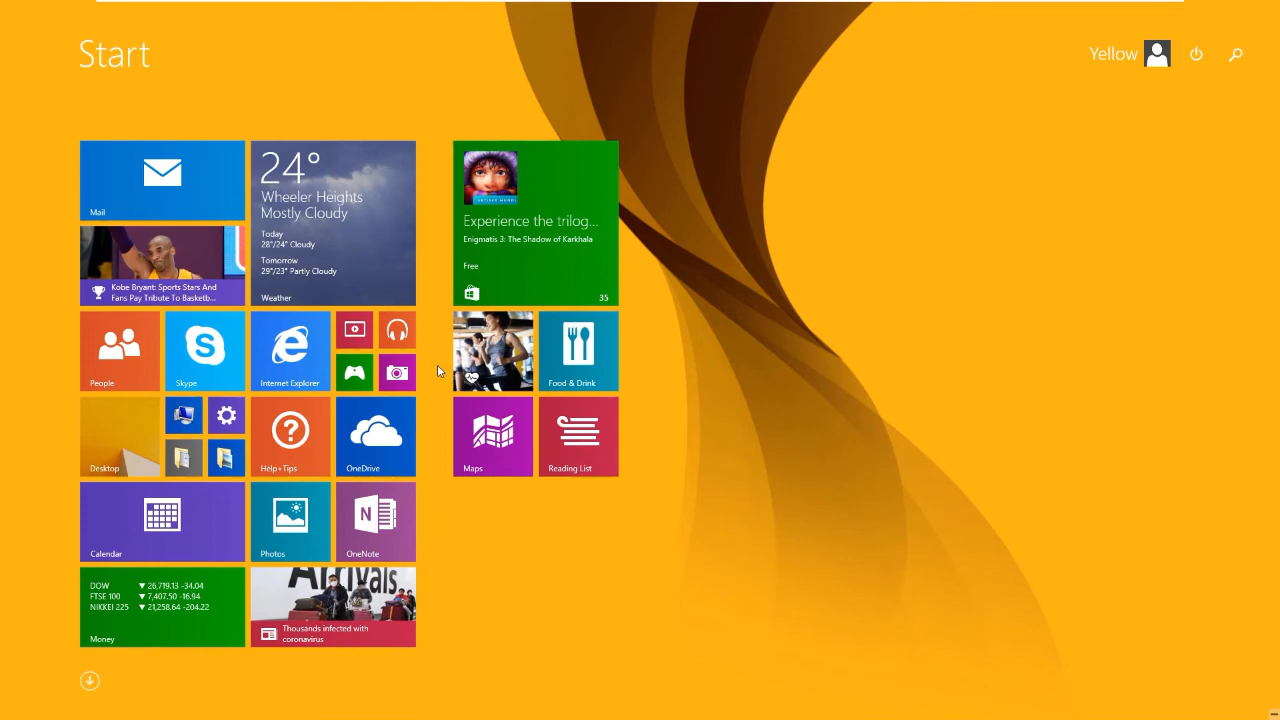 Start
Yellow
Mail
24°
Wheeler Heights
Mostly Cloudy
Today
28°/24° Cloudy
Tomorrow
29°/23° Partly Cloudy
Weather
Kobe Bryant: Sports Stars And
Fans Pay Tribute To Basketb...
Experience the trilog...
Enigmatis 3: The Shadow of Karkhala
Free
35
People
Skype
Internet Explorer
Food & Drink
Desktop
Help+Tips
OneDrive
Maps
Reading List
Calendar
Photos
OneNote
DOW ▼ 26,719.13 -34.04
FTSE 100 ▼ 7,407.50 -16.94
NIKKEI 225 ▼ 21,258.64 -204.22
Money
Arrivals
Thousands infected with
coronavirus